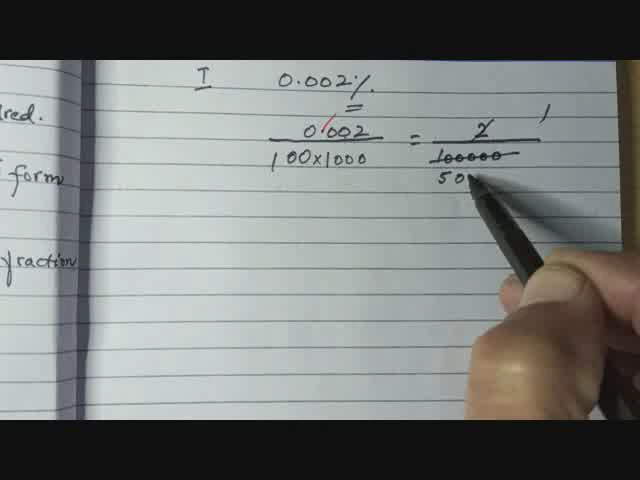 I 0.002%.
red.
0.002 = 2 1
100x1000 100000
form
50
fraction